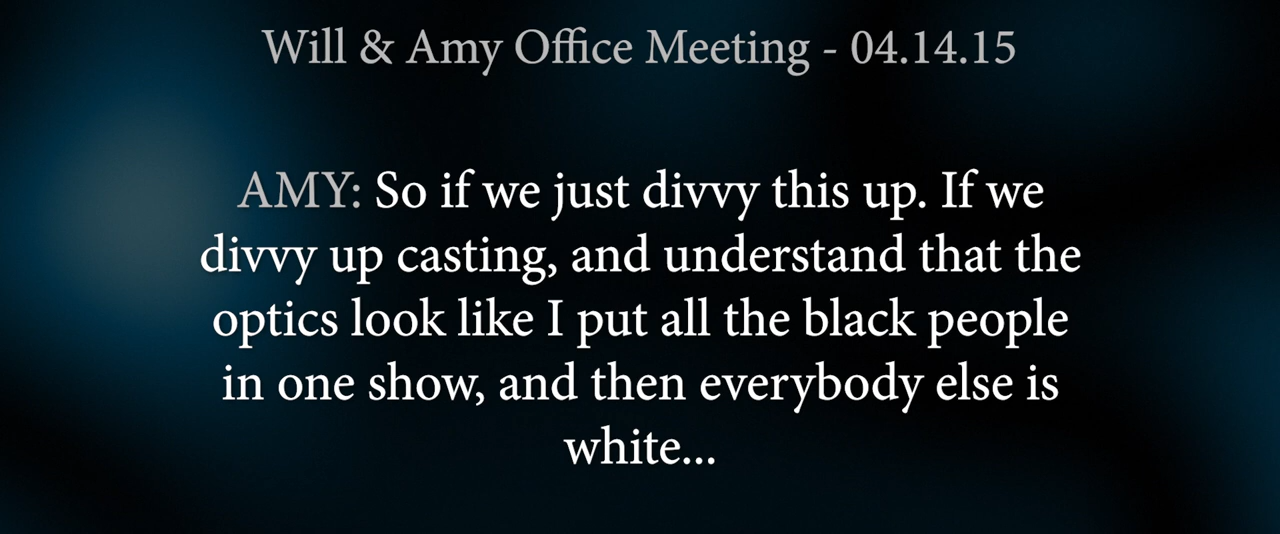 Will & Amy Office Meeting - 04.14.15
AMY: So if we just divvy this up. If we
divvy up casting, and understand that the
optics look like I put all the black people
in one show, and then everybody else is
white...